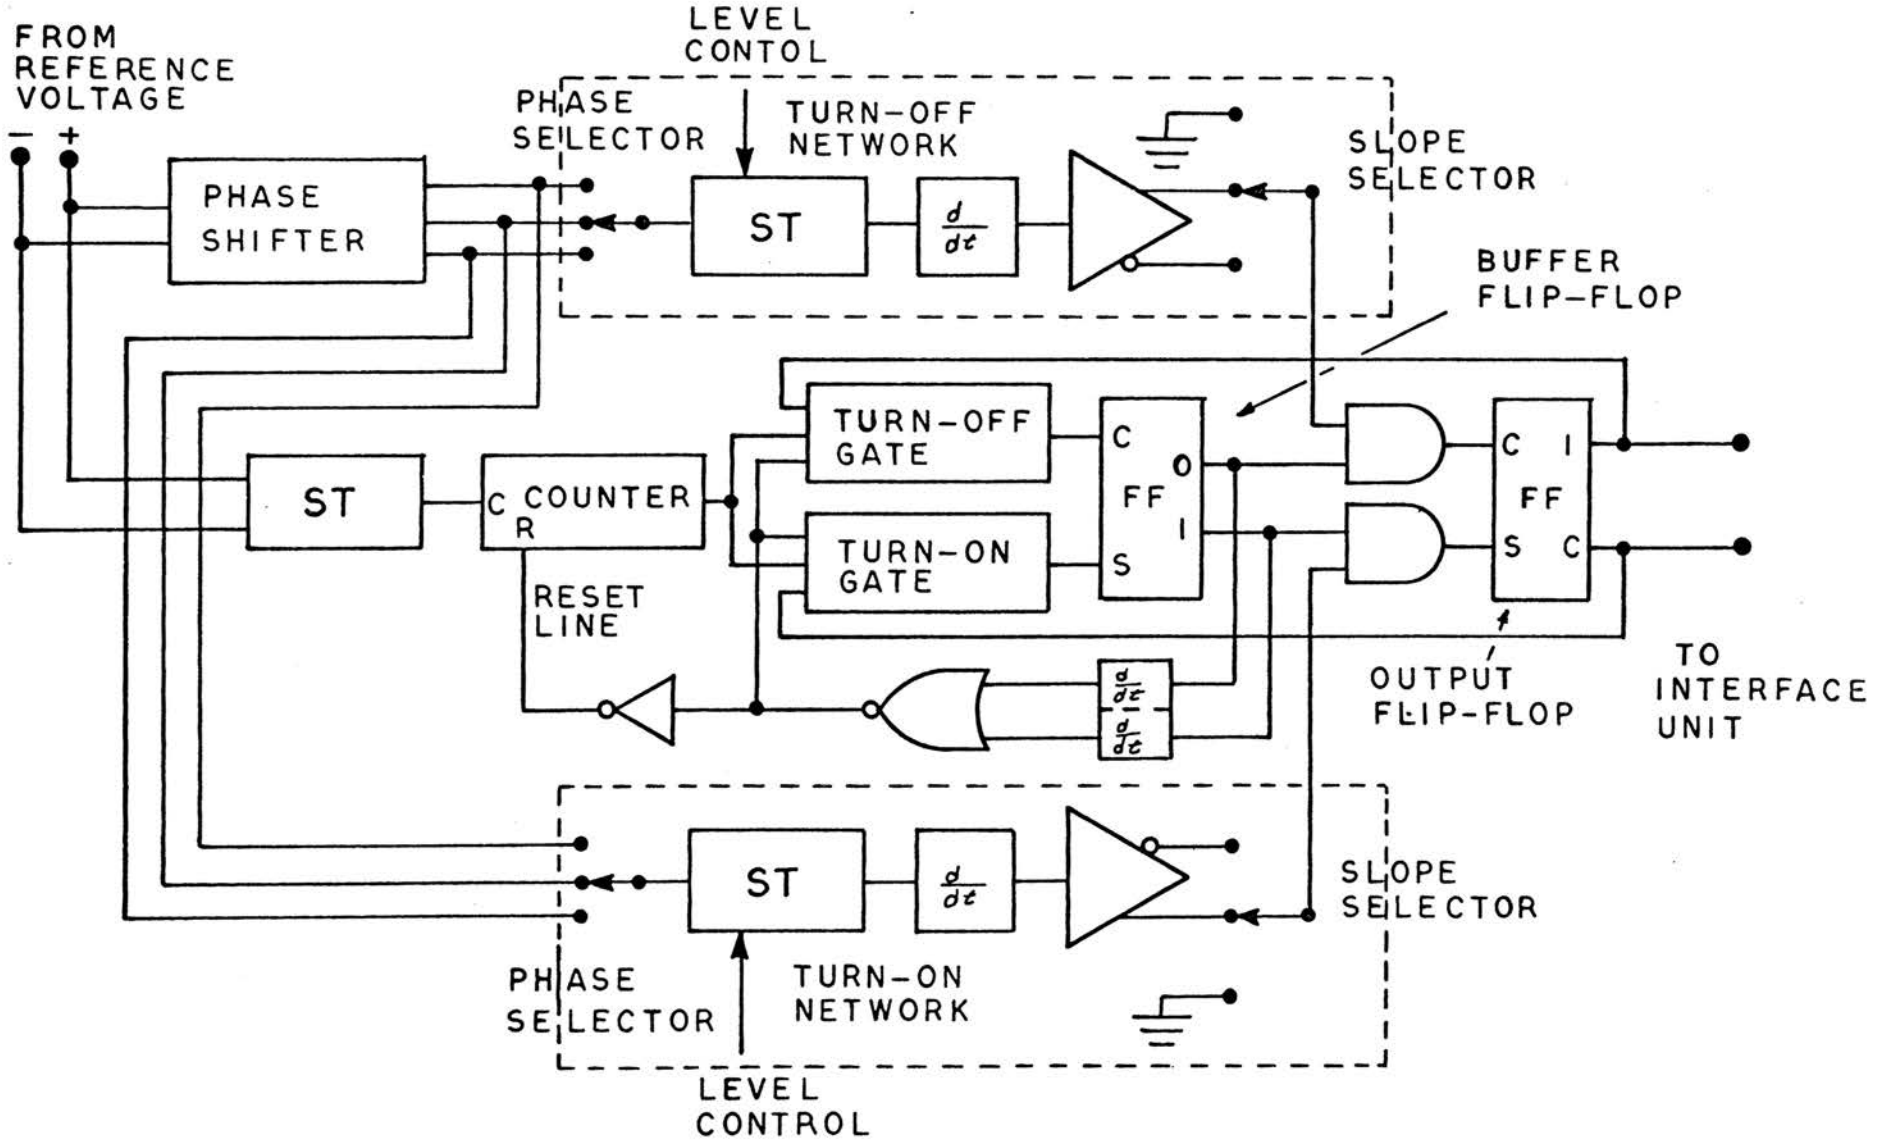 FROM
REFERENCE
VOLTAGE
− +
LEVEL
CONTOL
PHASE
SELECTOR
TURN-OFF
NETWORK
SLOPE
SELECTOR
PHASE
SHIFTER
ST
d
dt
BUFFER
FLIP-FLOP
TURN-OFF
GATE
C
O
FF
I
S
C I
FF
S C
ST
C COUNTER
R
TURN-ON
GATE
RESET
LINE
d
dt
d
dt
OUTPUT
FLIP-FLOP
TO
INTERFACE
UNIT
ST
d
dt
SLOPE
SELECTOR
PHASE
SELECTOR
TURN-ON
NETWORK
LEVEL
CONTROL